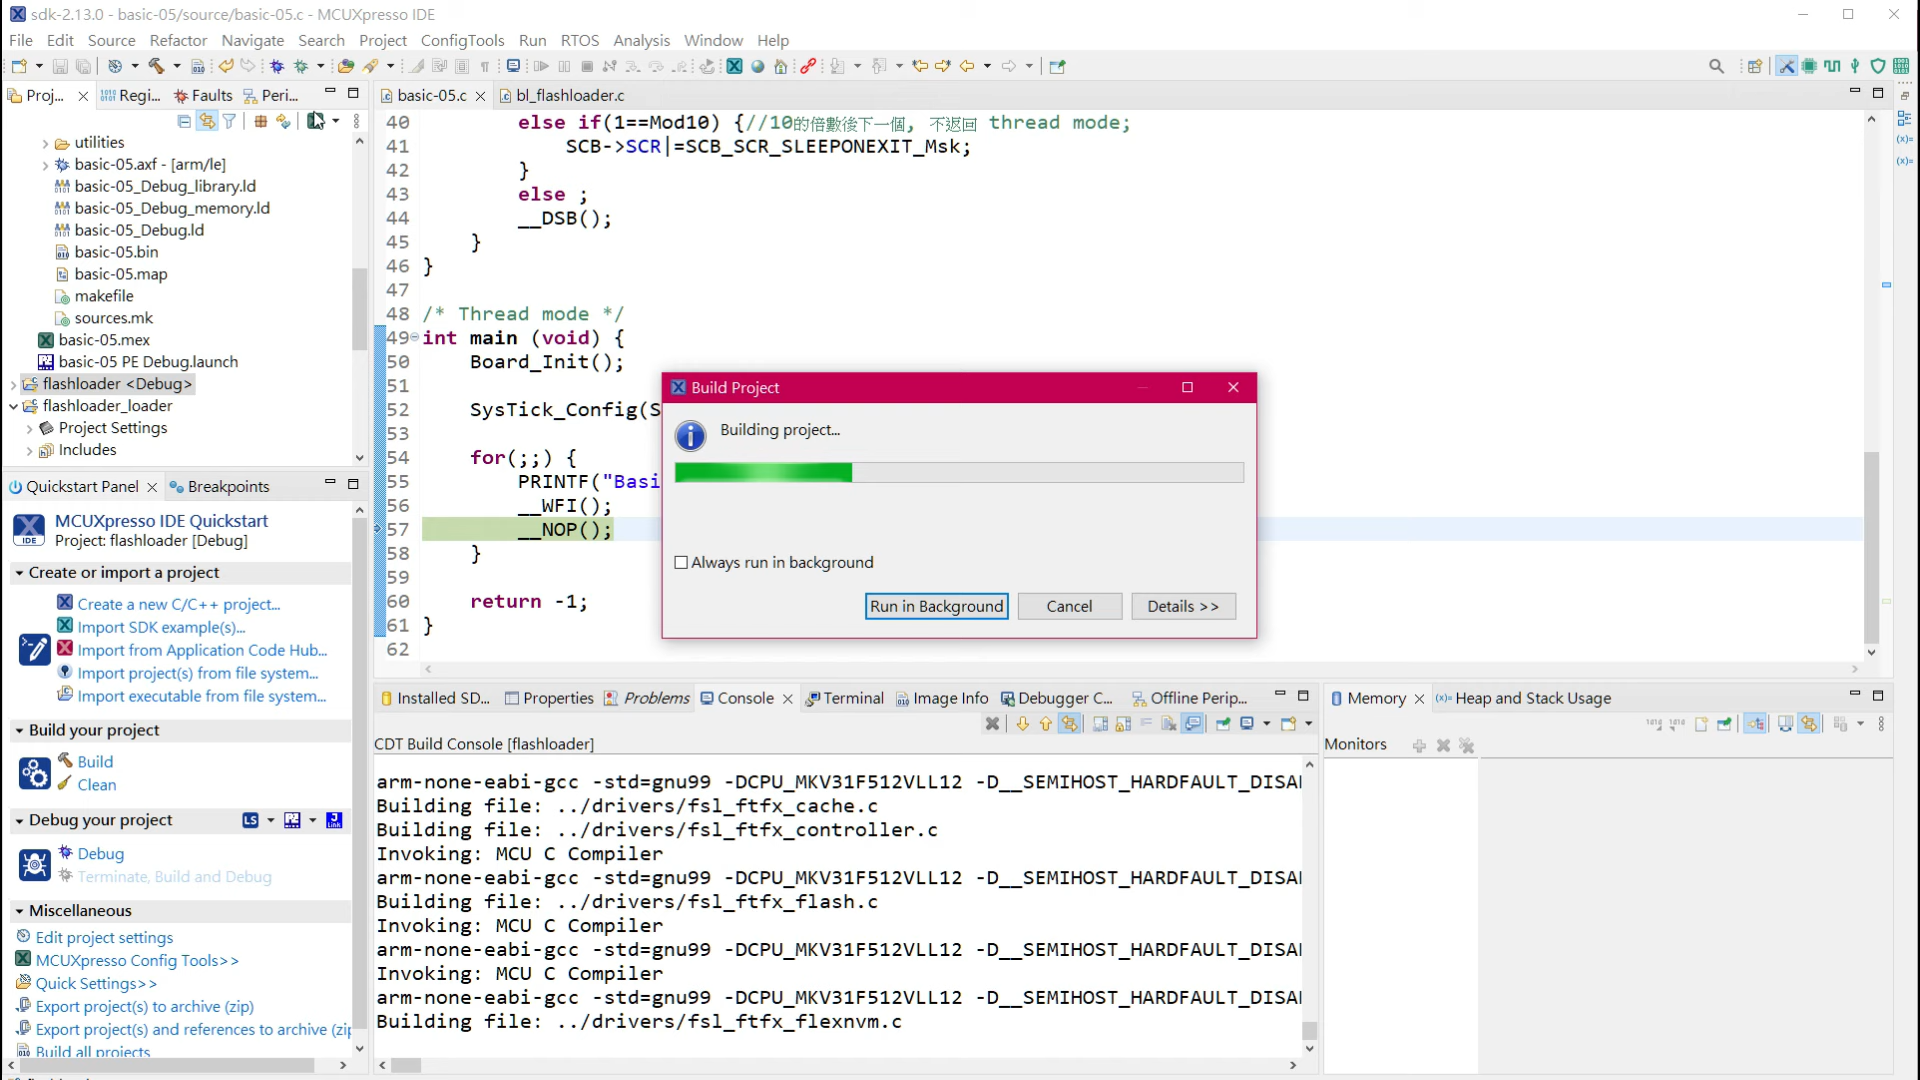 sdk-2.13.0 - basic-05/source/basic-05.c - MCUXpresso IDE
File Edit Source Refactor Navigate Search Project ConfigTools Run RTOS Analysis Window Help
Proj... Regi... Faults Peri...
utilities
basic-05.axf - [arm/le]
basic-05_Debug_library.ld
basic-05_Debug_memory.ld
basic-05_Debug.ld
basic-05.bin
basic-05.map
makefile
sources.mk
basic-05.mex
basic-05 PE Debug.launch
flashloader <Debug>
flashloader_loader
Project Settings
Includes
basic-05.c bl_flashloader.c
40 else if(1==Mod10) {//10的倍數後下一個, 不返回 thread mode;
41 SCB->SCR|=SCB_SCR_SLEEPONEXIT_Msk;
42 }
43 else ;
44 __DSB();
45 }
46 }
47
48 /* Thread mode */
49 int main (void) {
50 Board_Init();
51
52 SysTick_Config(S
53
54 for(;;) {
55 PRINTF("Basi
56 __WFI();
57 __NOP();
58 }
59
60 return -1;
61 }
62
Build Project
Building project...
Always run in background
Run in Background Cancel Details >>
Quickstart Panel Breakpoints
IDE
MCUXpresso IDE Quickstart
Project: flashloader [Debug]
Create or import a project
Create a new C/C++ project...
Import SDK example(s)...
Import from Application Code Hub...
Import project(s) from file system...
Import executable from file system...
Build your project
Build
Clean
Debug your project LS
Debug
Terminate, Build and Debug
Miscellaneous
Edit project settings
MCUXpresso Config Tools>>
Quick Settings>>
Export project(s) to archive (zip)
Export project(s) and references to archive (zip
Build all projects
Installed SD... Properties Problems Console Terminal Image Info Debugger C... Offline Perip...
CDT Build Console [flashloader]
arm-none-eabi-gcc -std=gnu99 -DCPU_MKV31F512VLL12 -D__SEMIHOST_HARDFAULT_DISA
Building file: ../drivers/fsl_ftfx_cache.c
Building file: ../drivers/fsl_ftfx_controller.c
Invoking: MCU C Compiler
arm-none-eabi-gcc -std=gnu99 -DCPU_MKV31F512VLL12 -D__SEMIHOST_HARDFAULT_DISA
Building file: ../drivers/fsl_ftfx_flash.c
Invoking: MCU C Compiler
arm-none-eabi-gcc -std=gnu99 -DCPU_MKV31F512VLL12 -D__SEMIHOST_HARDFAULT_DISA
Invoking: MCU C Compiler
arm-none-eabi-gcc -std=gnu99 -DCPU_MKV31F512VLL12 -D__SEMIHOST_HARDFAULT_DISA
Building file: ../drivers/fsl_ftfx_flexnvm.c
Memory Heap and Stack Usage
Monitors